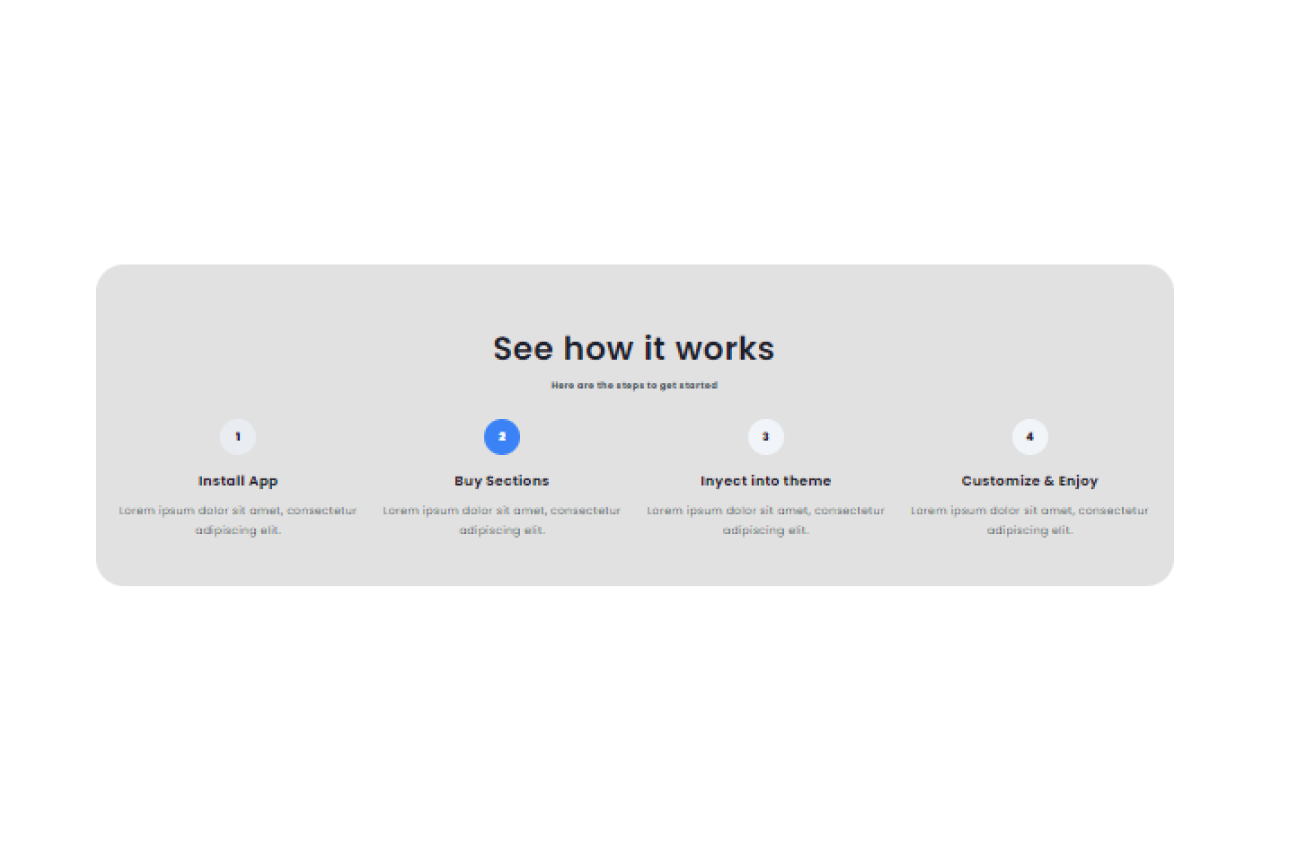 See how it works
Here are the steps to get started
1
2
3
4
Install App
Buy Sections
Inyect into theme
Customize & Enjoy
Lorem ipsum dolor sit amet, consectetur
adipiscing elit.
Lorem ipsum dolor sit amet, consectetur
adipiscing elit.
Lorem ipsum dolor sit amet, consectetur
adipiscing elit.
Lorem ipsum dolor sit amet, consectetur
adipiscing elit.